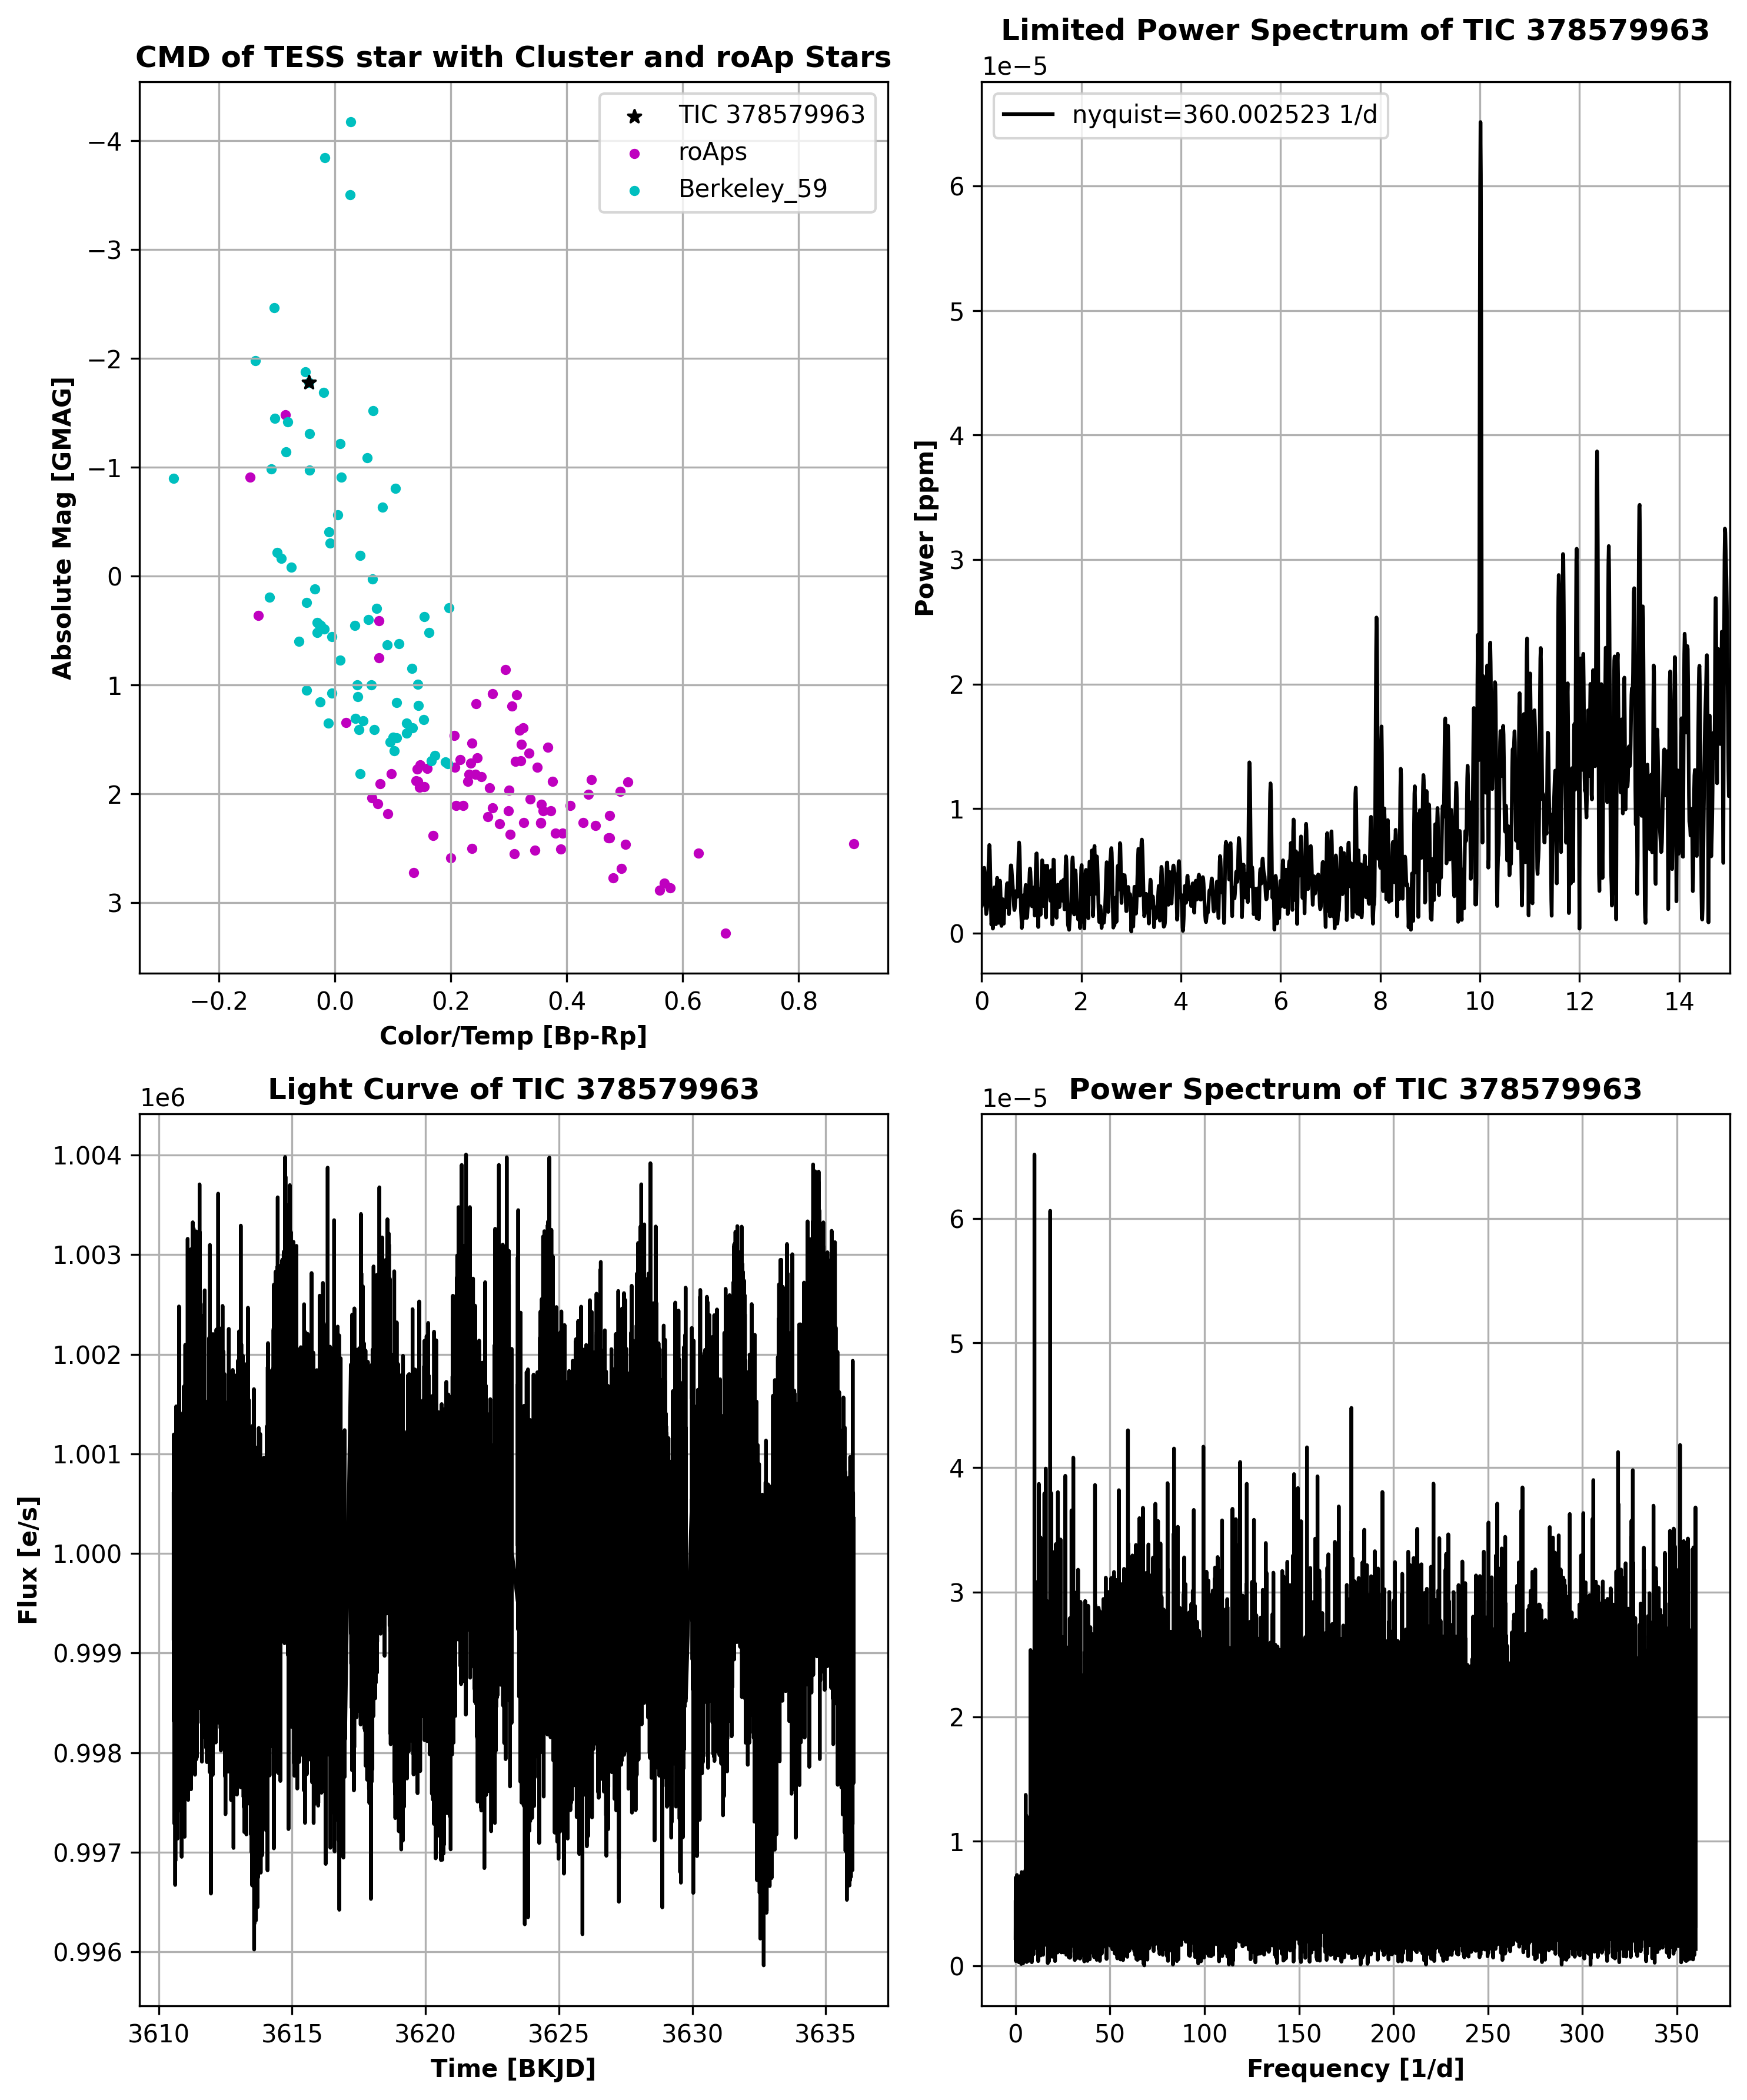 CMD of TESS star with Cluster and roAp Stars
TIC 378579963
roAps
Berkeley_59
−4
−3
−2
−1
0
1
2
3
Absolute Mag [GMAG]
−0.2 0.0 0.2 0.4 0.6 0.8
Color/Temp [Bp-Rp]
Limited Power Spectrum of TIC 378579963
1e−5
nyquist=360.002523 1/d
6
5
4
3
2
1
0
Power [ppm]
0 2 4 6 8 10 12 14
Light Curve of TIC 378579963
1e6
1.004
1.003
1.002
1.001
1.000
0.999
0.998
0.997
0.996
Flux [e/s]
3610 3615 3620 3625 3630 3635
Time [BKJD]
Power Spectrum of TIC 378579963
1e−5
6
5
4
3
2
1
0
0 50 100 150 200 250 300 350
Frequency [1/d]